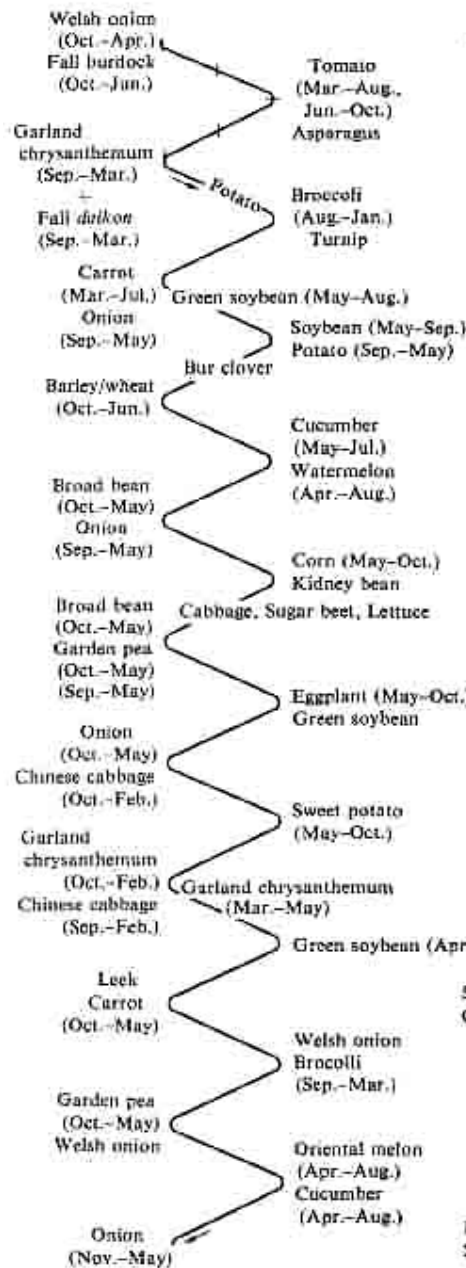 Welsh onion
(Oct.–Apr.)
Fall burdock
(Oct.–Jun.)
Tomato
(Mar.–Aug.,
Jun.–Oct.)
Asparagus
Garland
chrysanthemum
(Sep.–Mar.)
+
Fall daikon
(Sep.–Mar.)
Potato
Broccoli
(Aug.–Jan.)
Turnip
Carrot
(Mar.–Jul.)
Onion
(Sep.–May)
Green soybean (May–Aug.)
Soybean (May–Sep.)
Potato (Sep.–May)
Bur clover
Barley/wheat
(Oct.–Jun.)
Cucumber
(May–Jul.)
Watermelon
(Apr.–Aug.)
Broad bean
(Oct.–May)
Onion
(Sep.–May)
Corn (May–Oct.)
Kidney bean
Cabbage, Sugar beet, Lettuce
Broad bean
(Oct.–May)
Garden pea
(Oct.–May)
(Sep.–May)
Eggplant (May–Oct.)
Green soybean
Onion
(Oct.–May)
Chinese cabbage
(Oct.–Feb.)
Sweet potato
(May–Oct.)
Garland
chrysanthemum
(Oct.–Feb.)
Chinese cabbage
(Sep.–Feb.)
Garland chrysanthemum
(Mar.–May)
Green soybean (Apr
Leek
Carrot
(Oct.–May)
Welsh onion
Brocolli
(Sep.–Mar.)
Garden pea
(Oct.–May)
Welsh onion
Oriental melon
(Apr.–Aug.)
Cucumber
(Apr.–Aug.)
Onion
(Nov.–May)